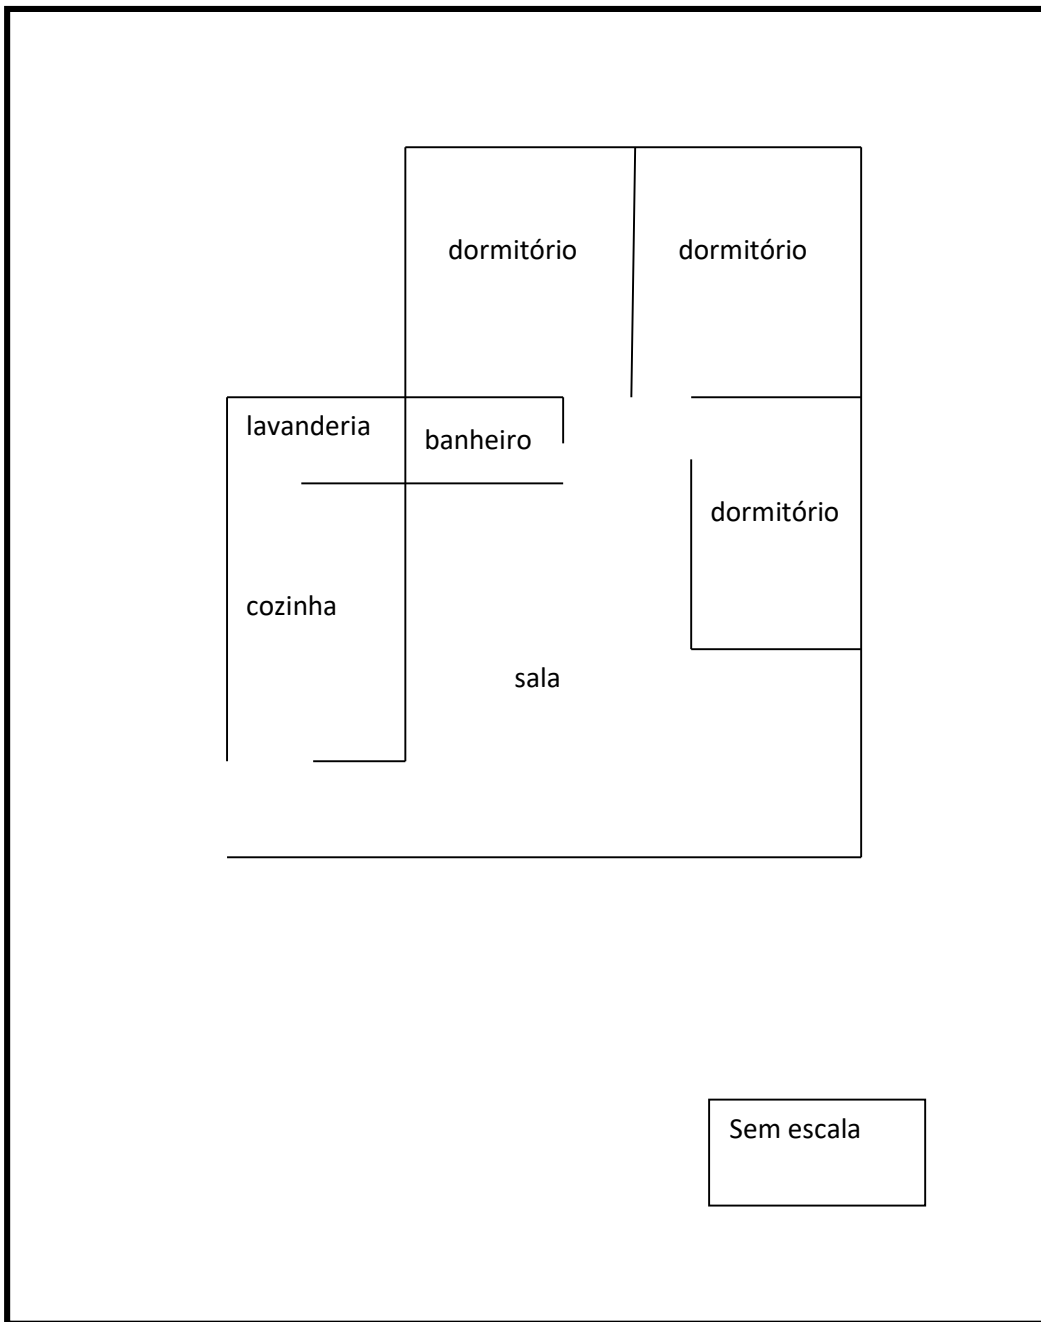 dormitório
dormitório
lavanderia
banheiro
dormitório
cozinha
sala
Sem escala